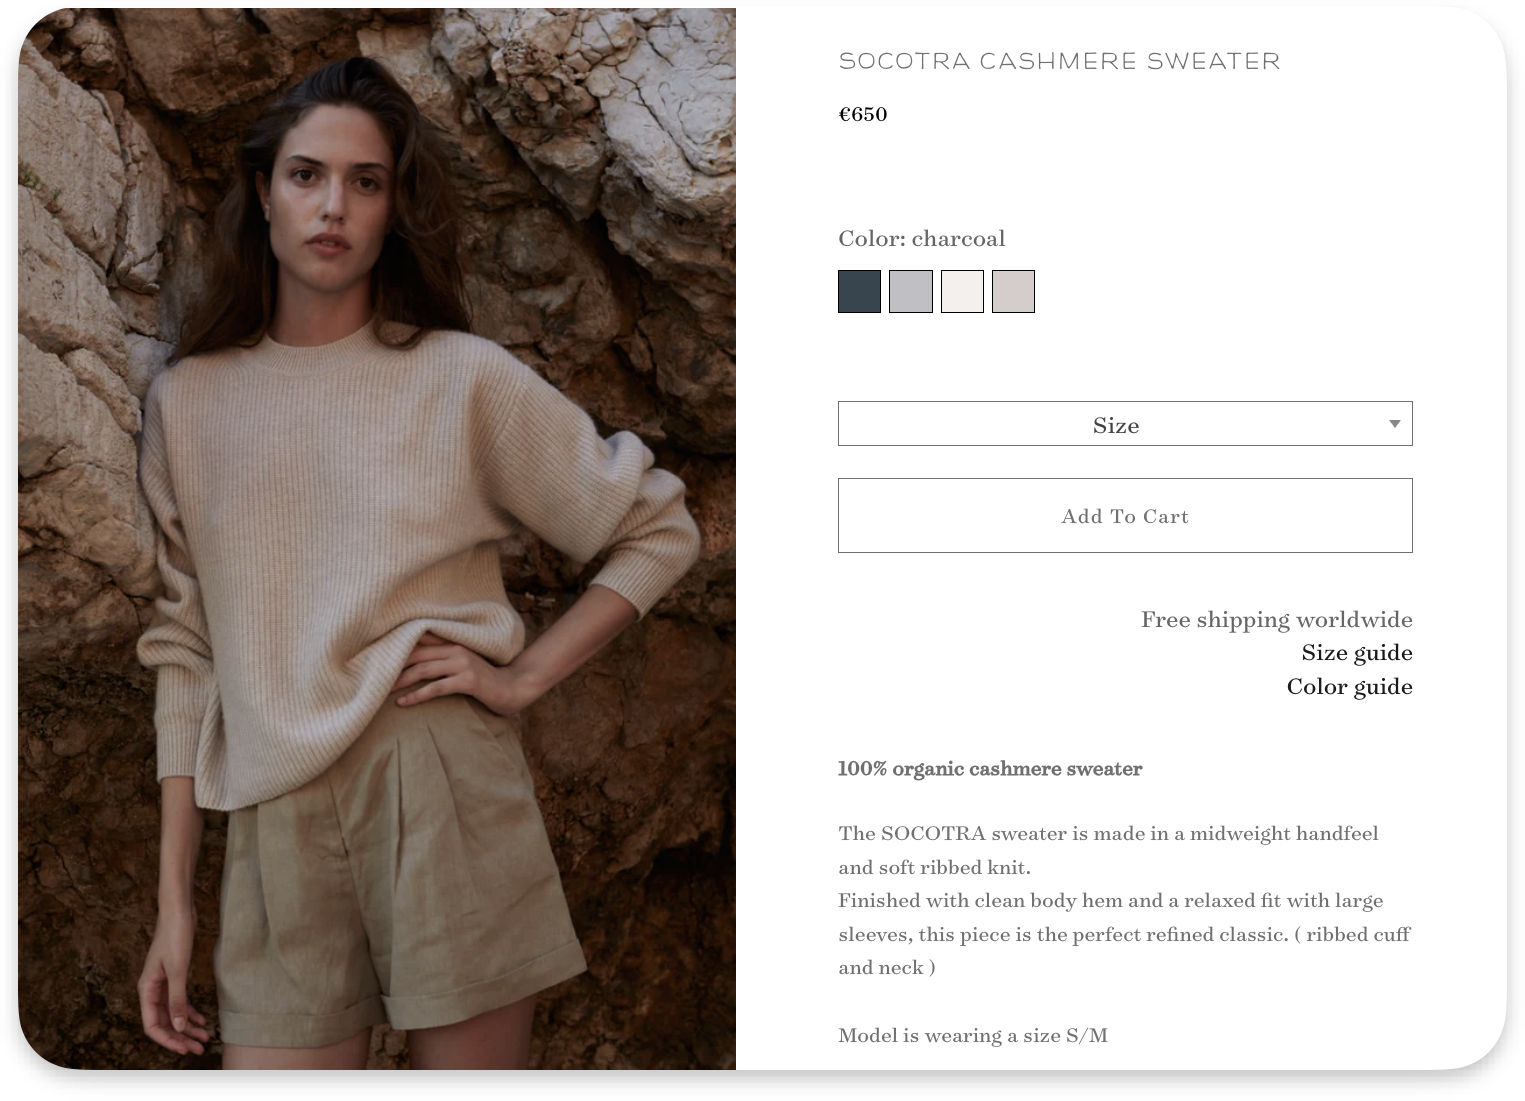 SOCOTRA CASHMERE SWEATER
€650
Color: charcoal
Size
Add To Cart
Free shipping worldwide
Size guide
Color guide
100% organic cashmere sweater
The SOCOTRA sweater is made in a midweight handfeel
and soft ribbed knit.
Finished with clean body hem and a relaxed fit with large
sleeves, this piece is the perfect refined classic. ( ribbed cuff
and neck )
Model is wearing a size S/M